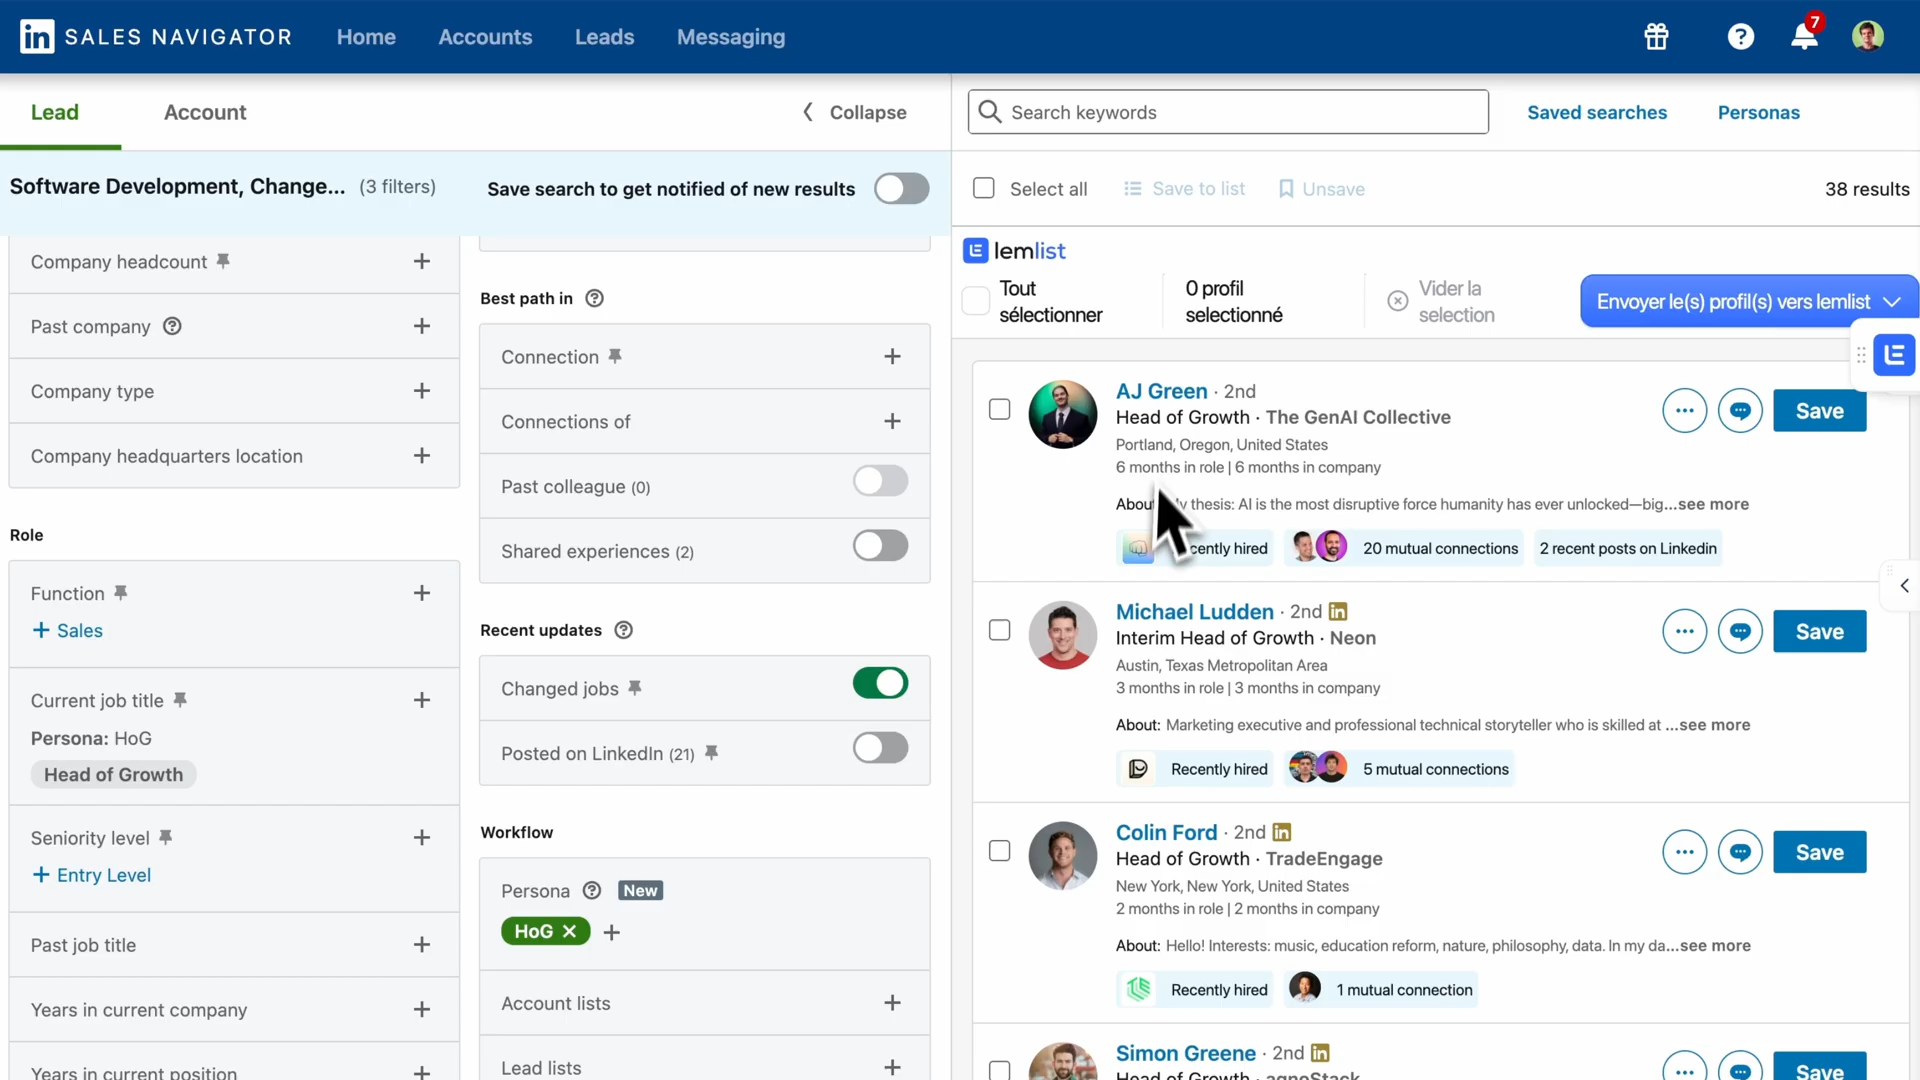 in SALES NAVIGATOR Home Accounts Leads Messaging ? 7
Lead Account Collapse
Search keywords Saved searches Personas
Software Development, Change... (3 filters) Save search to get notified of new results
Select all Save to list Unsave 38 results
lemlist
Tout sélectionner
0 profil selectionné
Vider la selection
Envoyer le(s) profil(s) vers lemlist
Company headcount
Past company ?
Company type
Company headquarters location
Role
Function
+ Sales
Current job title
Persona: HoG
Head of Growth
Seniority level
+ Entry Level
Past job title
Years in current company
Years in current position
Best path in ?
Connection
Connections of
Past colleague (0)
Shared experiences (2)
Recent updates ?
Changed jobs
Posted on LinkedIn (21)
Workflow
Persona ? New
HoG
Account lists
Lead lists
AJ Green · 2nd
Head of Growth · The GenAI Collective
Portland, Oregon, United States
6 months in role | 6 months in company
About thesis: AI is the most disruptive force humanity has ever unlocked—big...see more
20 mutual connections 2 recent posts on Linkedin
hired
Save
Michael Ludden · 2nd in
Interim Head of Growth · Neon
Austin, Texas Metropolitan Area
3 months in role | 3 months in company
About: Marketing executive and professional technical storyteller who is skilled at ...see more
Recently hired 5 mutual connections
Save
Colin Ford · 2nd in
Head of Growth · TradeEngage
New York, New York, United States
2 months in role | 2 months in company
About: Hello! Interests: music, education reform, nature, philosophy, data. In my da...see more
Recently hired 1 mutual connection
Save
Simon Greene · 2nd in
Head of Growth · agnoStack
Save